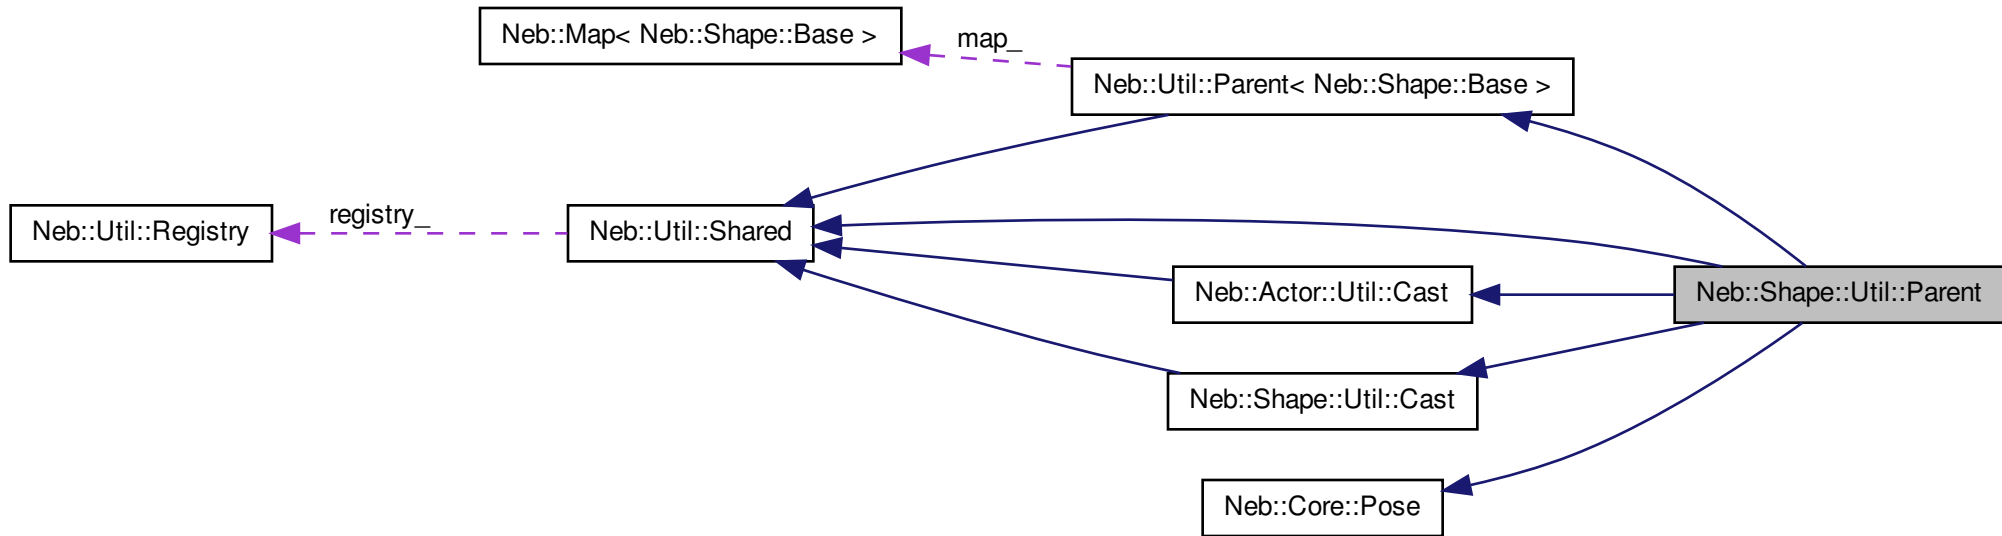 Neb::Map< Neb::Shape::Base >
map_
Neb::Util::Parent< Neb::Shape::Base >
Neb::Util::Registry
registry_
Neb::Util::Shared
Neb::Actor::Util::Cast
Neb::Shape::Util::Parent
Neb::Shape::Util::Cast
Neb::Core::Pose